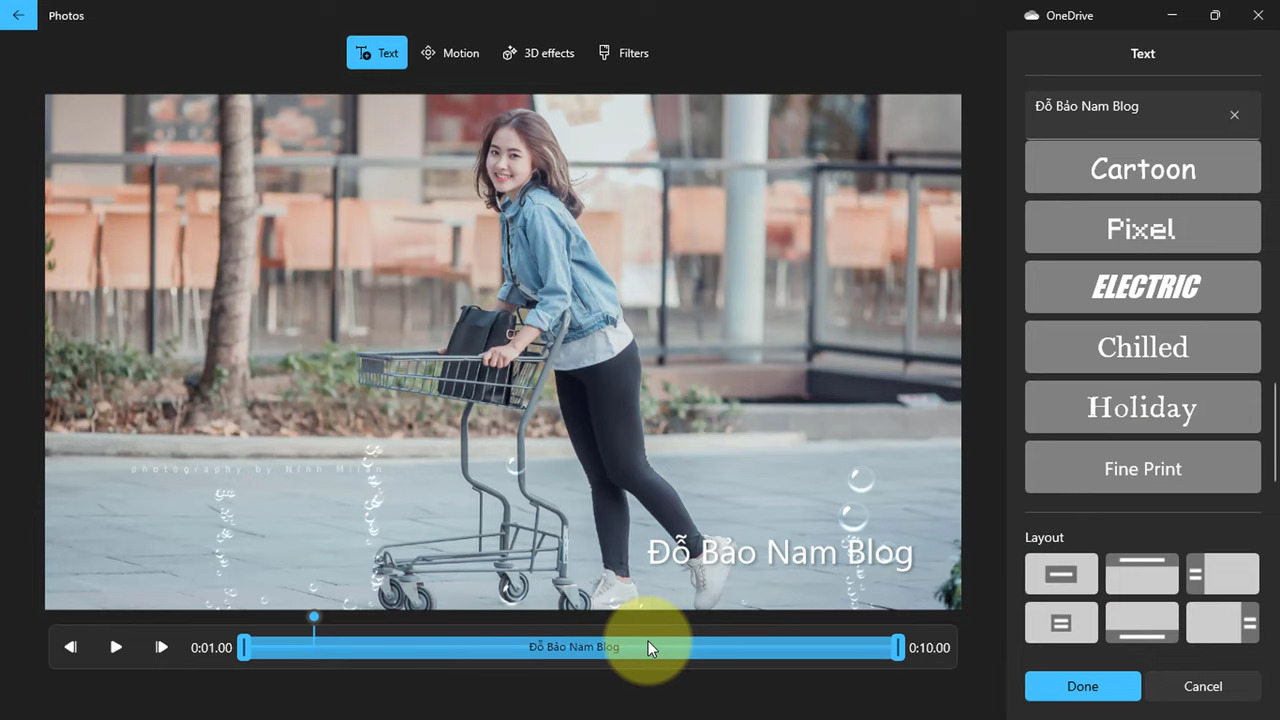 Photos
OneDrive
Text
Motion
3D effects
Filters
Text
Đỗ Bảo Nam Blog
Cartoon
Pixel
ELECTRIC
Chilled
Holiday
Fine Print
photography by Ninh Milan
Đỗ Bảo Nam Blog
Layout
0:01.00
Đỗ Bảo Nam Blog
0:10.00
Done
Cancel